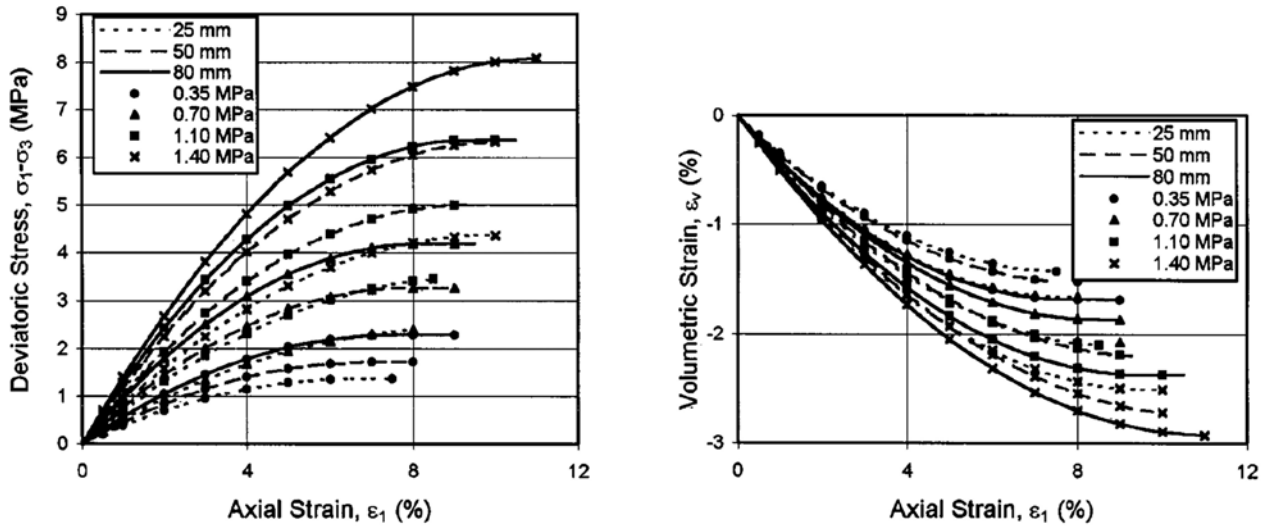 Deviatoric Stress, σ1-σ3 (MPa)
9
8
7
6
5
4
3
2
1
0
25 mm
50 mm
80 mm
0.35 MPa
0.70 MPa
1.10 MPa
1.40 MPa
0
4
8
12
Axial Strain, ε1 (%)
Volumetric Strain, εv (%)
0
-1
-2
-3
25 mm
50 mm
80 mm
0.35 MPa
0.70 MPa
1.10 MPa
1.40 MPa
0
4
8
12
Axial Strain, ε1 (%)